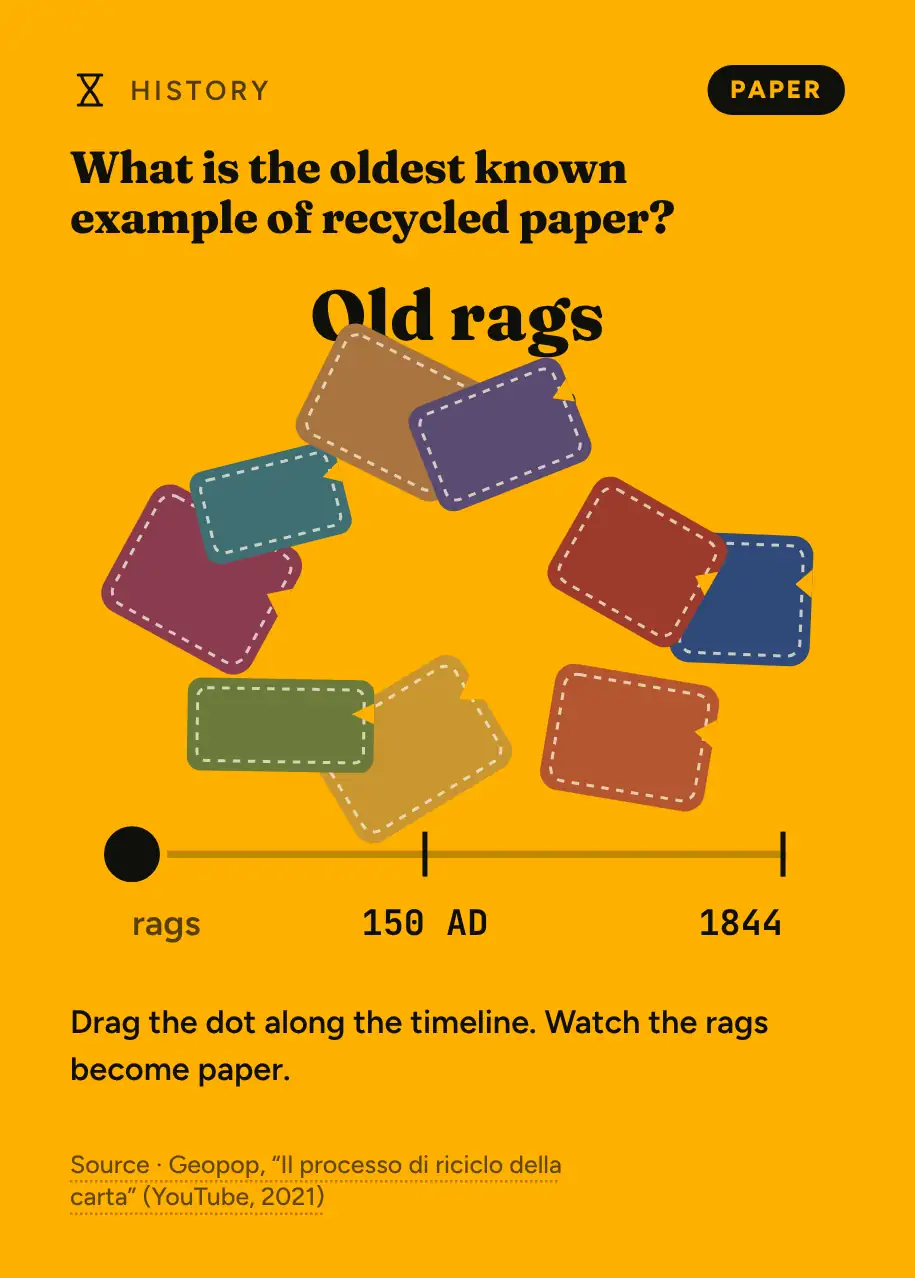 HISTORY
PAPER
What is the oldest known
example of recycled paper?
Old rags
rags
150 AD
1844
Drag the dot along the timeline. Watch the rags
become paper.
Source · Geopop, “Il processo di riciclo della
carta” (YouTube, 2021)